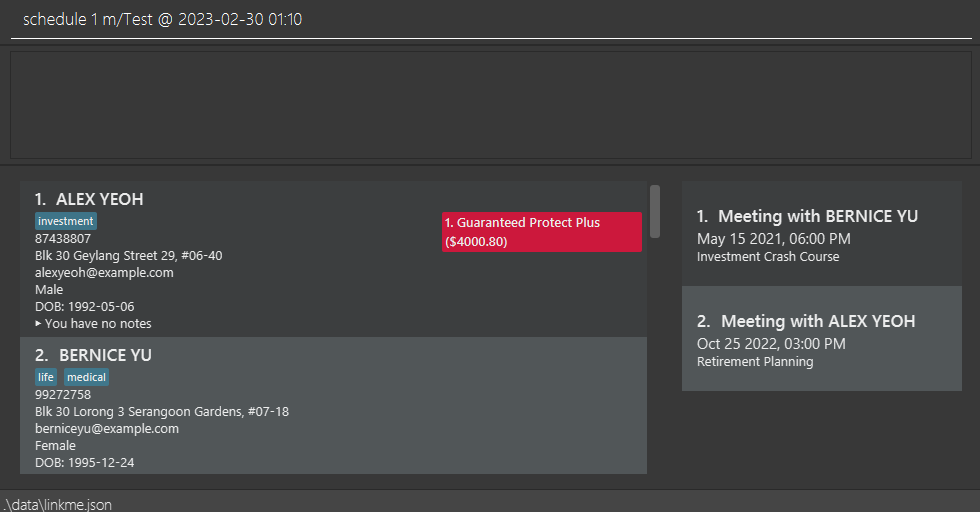 schedule 1 m/Test @ 2023-02-30 01:10
1. ALEX YEOH
investment
87438807
Blk 30 Geylang Street 29, #06-40
alexyeoh@example.com
Male
DOB: 1992-05-06
▸ You have no notes
1. Guaranteed Protect Plus
($4000.80)
2. BERNICE YU
life medical
99272758
Blk 30 Lorong 3 Serangoon Gardens, #07-18
berniceyu@example.com
Female
DOB: 1995-12-24
1. Meeting with BERNICE YU
May 15 2021, 06:00 PM
Investment Crash Course
2. Meeting with ALEX YEOH
Oct 25 2022, 03:00 PM
Retirement Planning
.\data\linkme.json